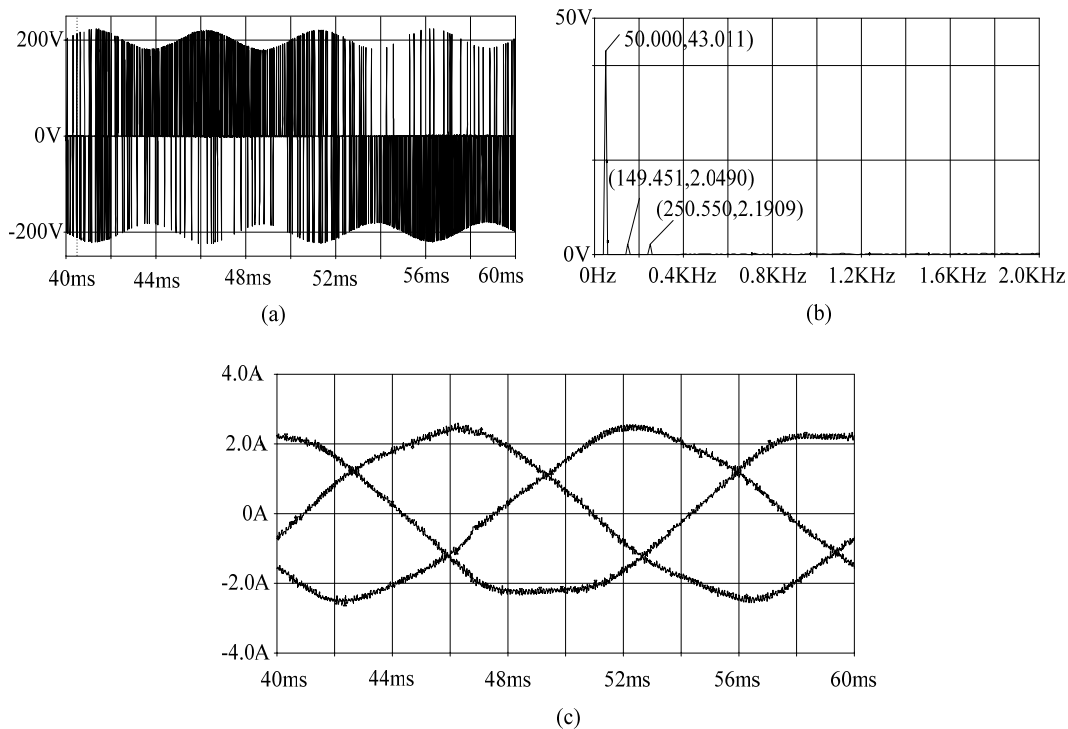 200V
0V
-200V
40ms 44ms 48ms 52ms 56ms 60ms
(a)
50V
50.000,43.011)
(149.451,2.0490)
(250.550,2.1909)
0V
0Hz 0.4KHz 0.8KHz 1.2KHz 1.6KHz 2.0KHz
(b)
4.0A
2.0A
0A
-2.0A
-4.0A
40ms 44ms 48ms 52ms 56ms 60ms
(c)